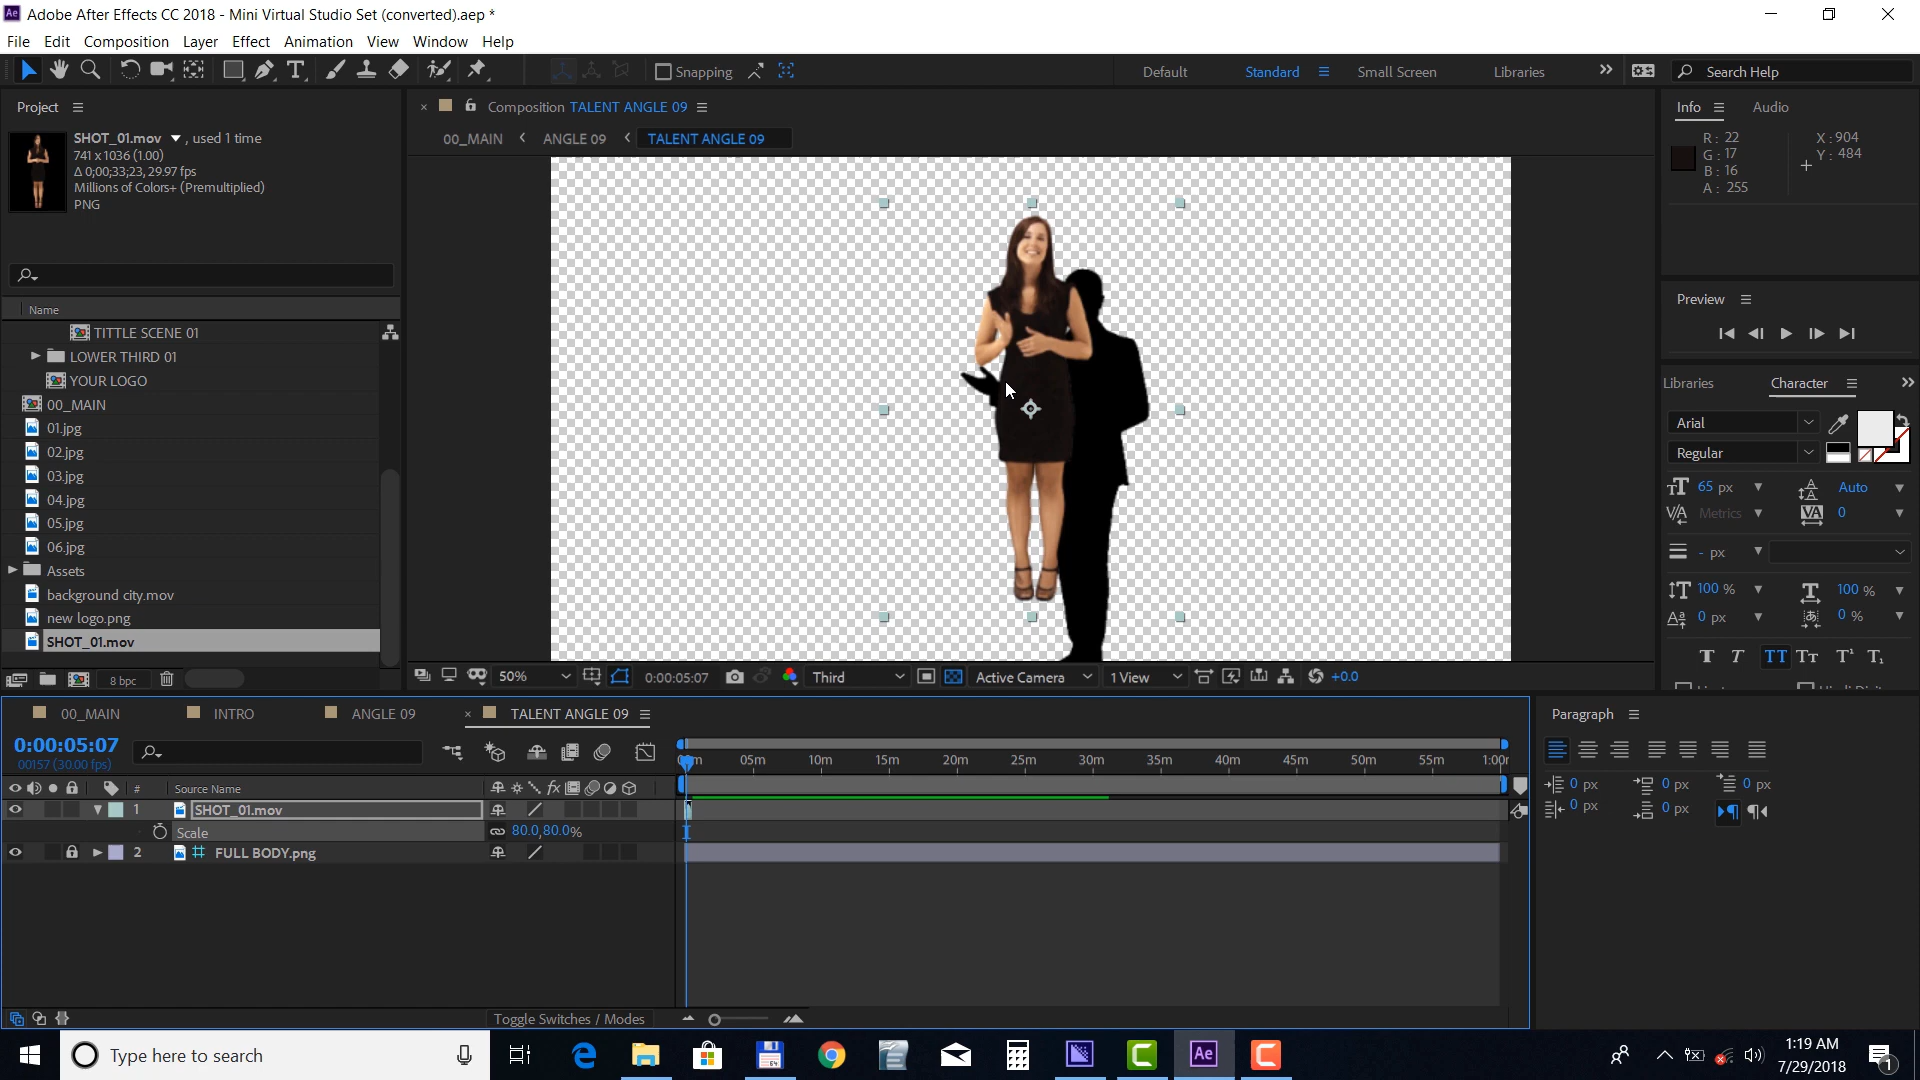 Adobe After Effects CC 2018 - Mini Virtual Studio Set (converted).aep *
File Edit Composition Layer Effect Animation View Window Help
Snapping
Default Standard Small Screen Libraries
Search Help
Project
SHOT_01.mov , used 1 time
741 x 1036 (1.00)
Δ 0;00;33;23, 29.97 fps
Millions of Colors+ (Premultiplied)
PNG
Name
TITTLE SCENE 01
LOWER THIRD 01
YOUR LOGO
00_MAIN
01.jpg
02.jpg
03.jpg
04.jpg
05.jpg
06.jpg
Assets
background city.mov
new logo.png
SHOT_01.mov
8 bpc
Composition TALENT ANGLE 09
00_MAIN ANGLE 09 TALENT ANGLE 09
50% 0:00:05:07 Third Active Camera 1 View +0.0
Info Audio
R: 22
G: 17
B: 16
A: 255
X: 904
Y: 484
Preview
Libraries Character
Arial
Regular
65 px Auto
Metrics 0
- px
100 % 100 %
0 px 0 %
00_MAIN INTRO ANGLE 09 TALENT ANGLE 09
0:00:05:07
00157 (30.00 fps)
05m 10m 15m 20m 25m 30m 35m 40m 45m 50m 55m
# Source Name
1 SHOT_01.mov
Scale 80.0,80.0%
2 FULL BODY.png
Toggle Switches / Modes
Paragraph
0 px 0 px 0 px
0 px 0 px
Type here to search
1:19 AM
7/29/2018
1